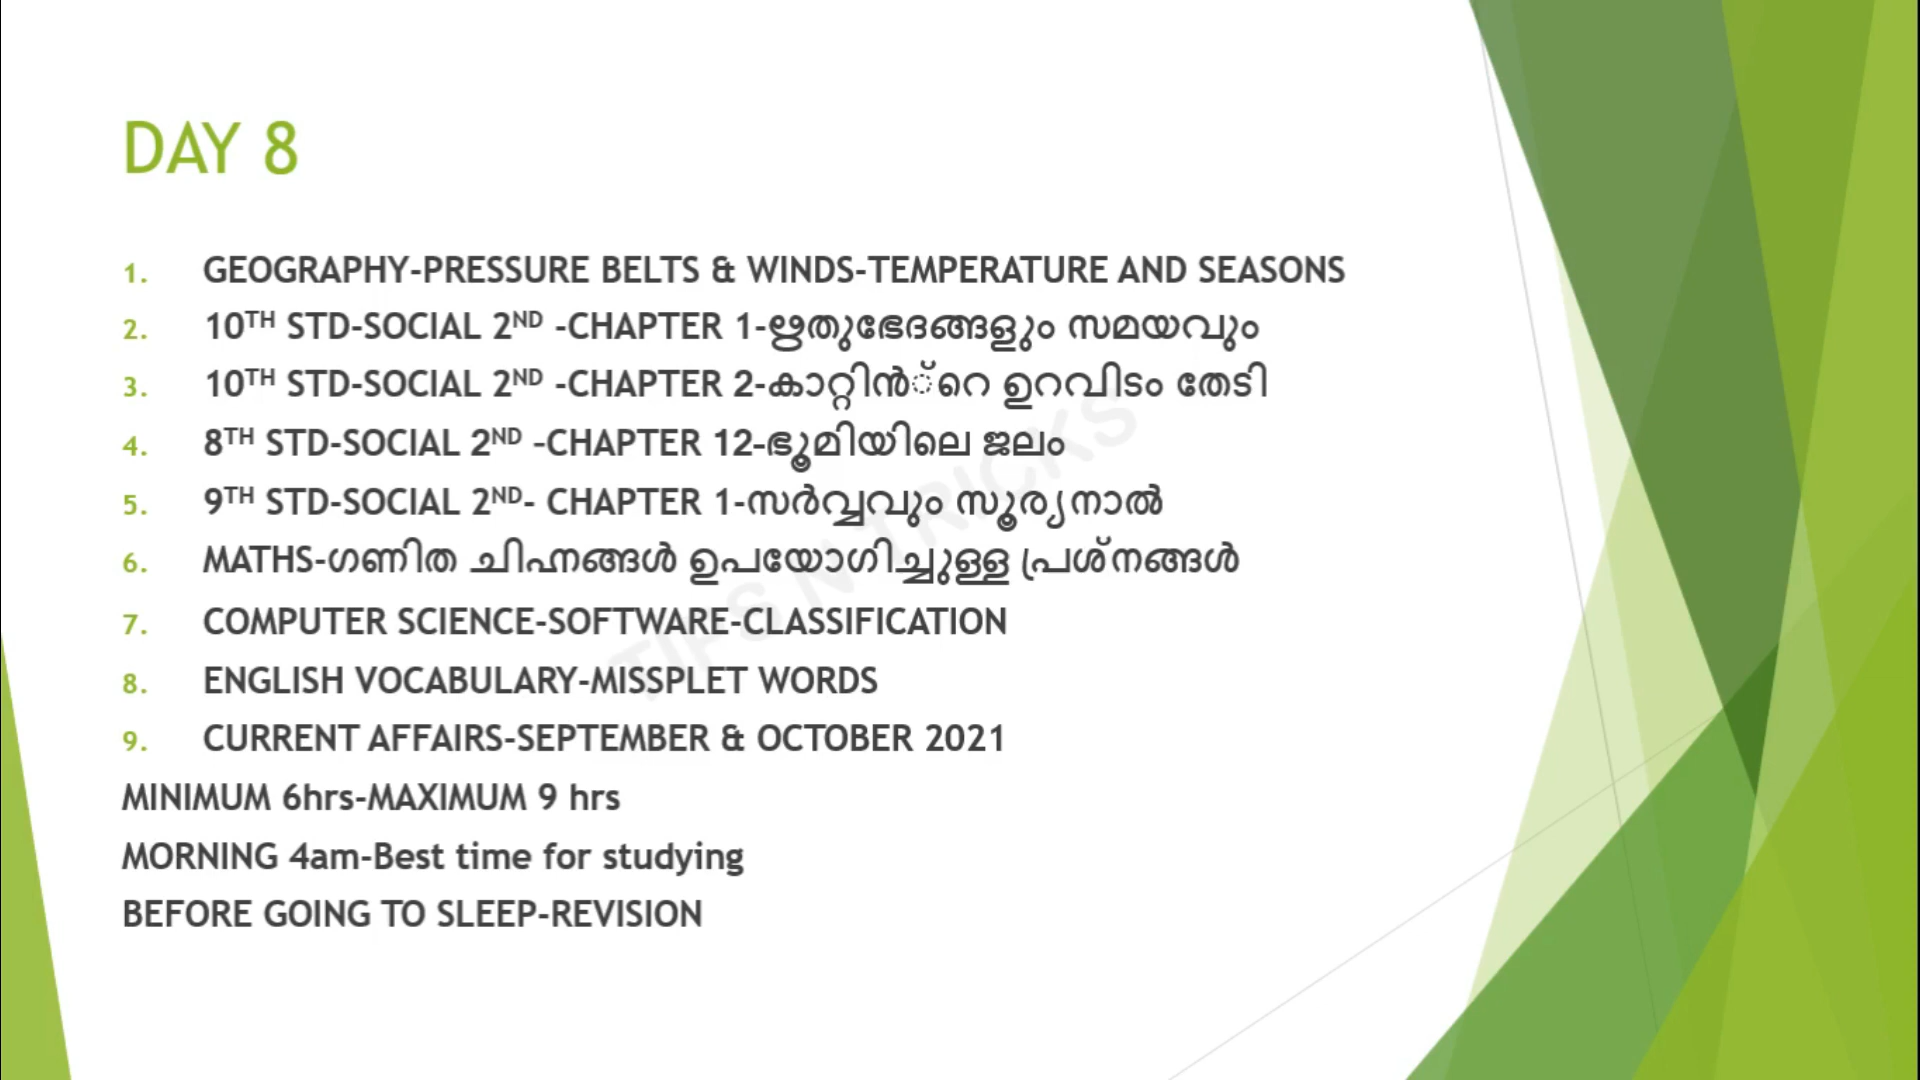 DAY 8
1. GEOGRAPHY-PRESSURE BELTS & WINDS-TEMPERATURE AND SEASONS
2. 10TH STD-SOCIAL 2ND -CHAPTER 1-ഋതുഭേദങ്ങളും സമയവും
3. 10TH STD-SOCIAL 2ND -CHAPTER 2-കാറ്റിൻ്റെ ഉറവിടം തേടി
4. 8TH STD-SOCIAL 2ND -CHAPTER 12-ഭൂമിയിലെ ജലം
5. 9TH STD-SOCIAL 2ND- CHAPTER 1-സർവ്വവും സൂര്യനാൽ
6. MATHS-ഗണിത ചിഹ്നങ്ങൾ ഉപയോഗിച്ചുള്ള പ്രശ്നങ്ങൾ
7. COMPUTER SCIENCE-SOFTWARE-CLASSIFICATION
8. ENGLISH VOCABULARY-MISSPLET WORDS
9. CURRENT AFFAIRS-SEPTEMBER & OCTOBER 2021
MINIMUM 6hrs-MAXIMUM 9 hrs
MORNING 4am-Best time for studying
BEFORE GOING TO SLEEP-REVISION
TIPS N TRICKS